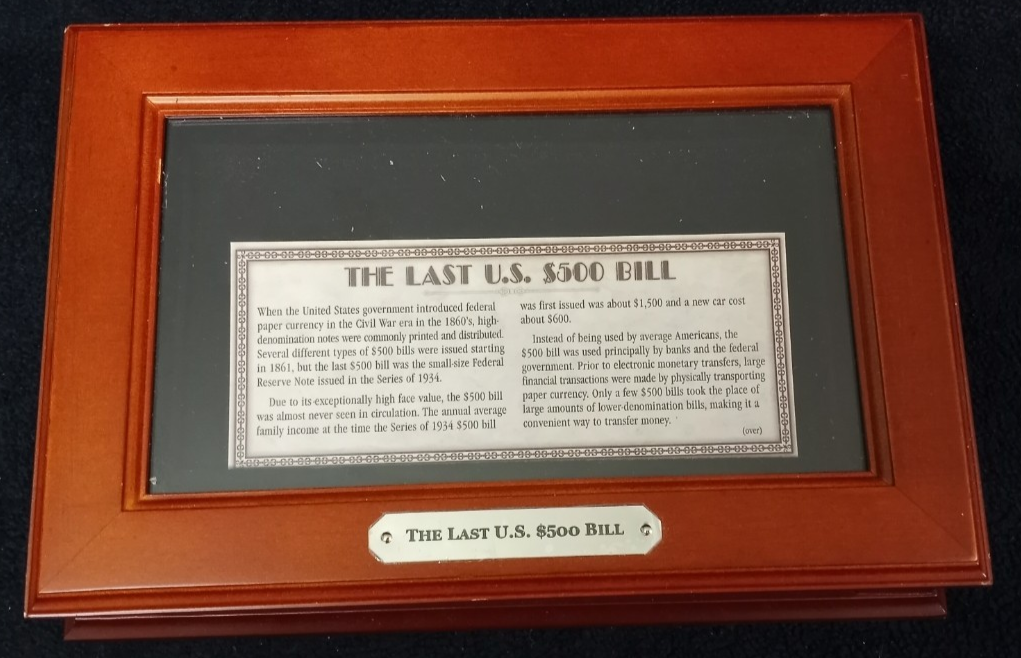 THE LAST U.S. $500 BILL
When the United States government introduced federal
paper currency in the Civil War era in the 1860's, high-
denomination notes were commonly printed and distributed.
Several different types of $500 bills were issued starting
in 1861, but the last $500 bill was the small-size Federal
Reserve Note issued in the Series of 1934.
Due to its exceptionally high face value, the $500 bill
was almost never seen in circulation. The annual average
family income at the time the Series of 1934 $500 bill
was first issued was about $1,500 and a new car cost
about $600.
Instead of being used by average Americans, the
$500 bill was used principally by banks and the federal
government. Prior to electronic monetary transfers, large
financial transactions were made by physically transporting
paper currency. Only a few $500 bills took the place of
large amounts of lower-denomination bills, making it a
convenient way to transfer money.
(over)
THE LAST U.S. $500 BILL